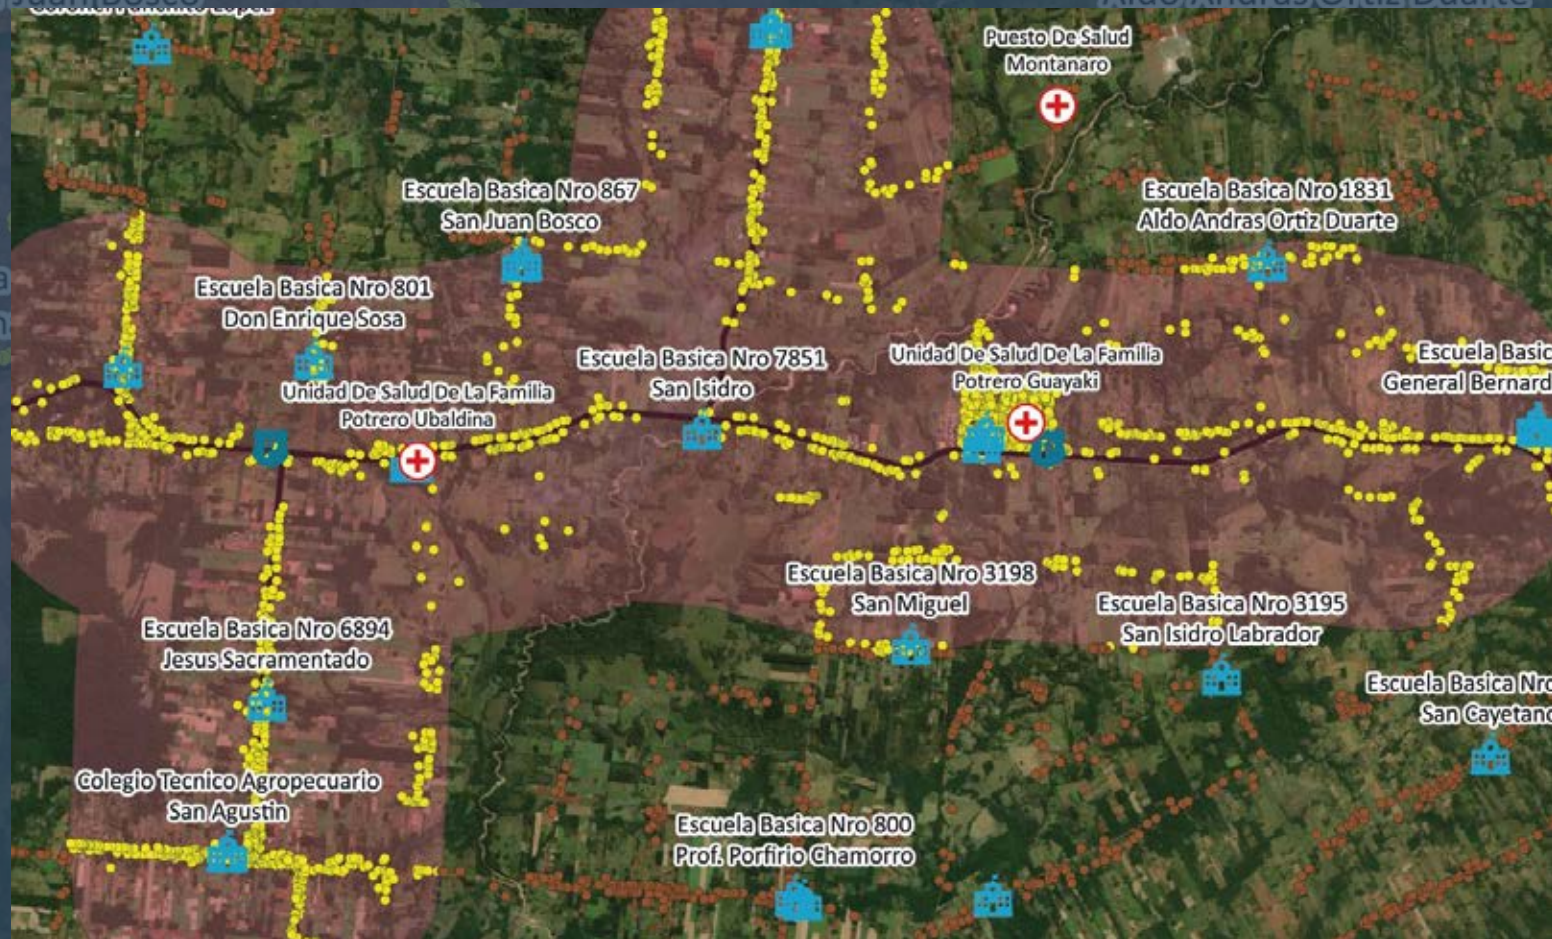 Puesto De Salud
Montanaro
Escuela Basica Nro 867
San Juan Bosco
Escuela Basica Nro 1831
Aldo Andras Ortiz Duarte
Escuela Basica Nro 801
Don Enrique Sosa
Escuela Basica Nro 7851
San Isidro
Unidad De Salud De La Familia
Potrero Guayaki
Escuela Basic
General Bernard
Unidad De Salud De La Familia
Potrero Ubaldina
Escuela Basica Nro 3198
San Miguel
Escuela Basica Nro 3195
San Isidro Labrador
Escuela Basica Nro 6894
Jesus Sacramentado
Escuela Basica Nro
San Cayetano
Colegio Tecnico Agropecuario
San Agustin
Escuela Basica Nro 800
Prof. Porfirio Chamorro